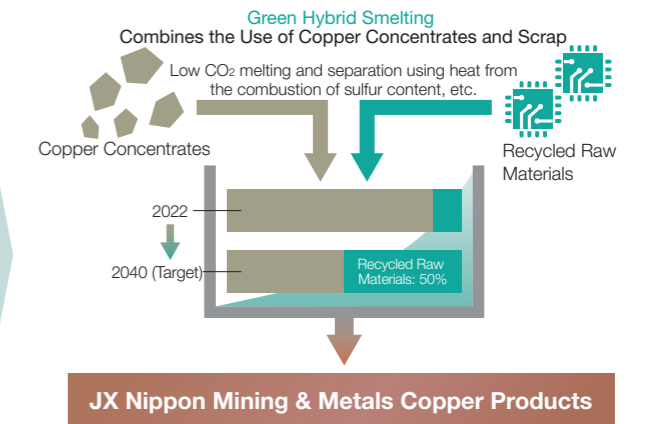 Green Hybrid Smelting
Combines the Use of Copper Concentrates and Scrap
Low CO₂ melting and separation using heat from
the combustion of sulfur content, etc.
Copper Concentrates
Recycled Raw
Materials
2022
2040 (Target)
Recycled Raw
Materials: 50%
JX Nippon Mining & Metals Copper Products